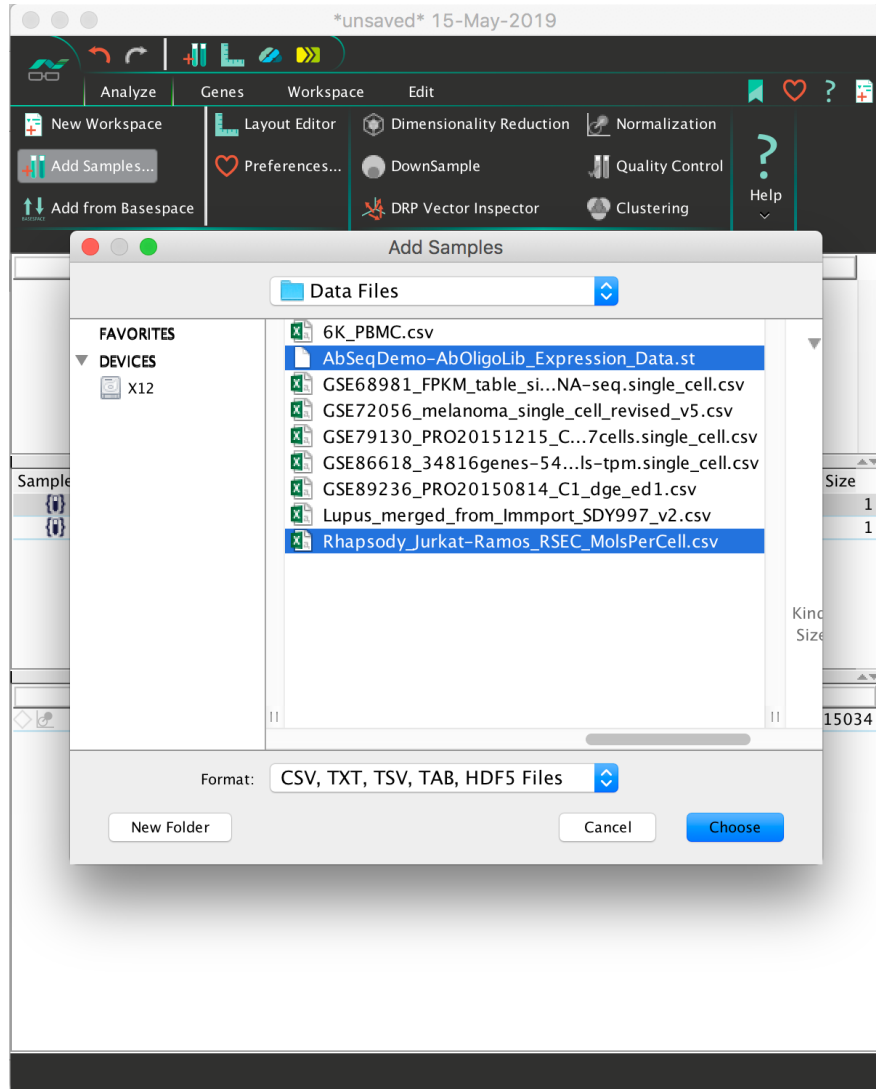 *unsaved* 15-May-2019
Analyze Genes Workspace Edit ?
New Workspace Layout Editor Dimensionality Reduction Normalization
Add Samples... Preferences... DownSample Quality Control ?
Add from Basespace DRP Vector Inspector Clustering Help
Add Samples
Data Files
FAVORITES
DEVICES
X12
6K_PBMC.csv
AbSeqDemo-AbOligoLib_Expression_Data.st
GSE68981_FPKM_table_si...NA-seq.single_cell.csv
GSE72056_melanoma_single_cell_revised_v5.csv
GSE79130_PRO20151215_C...7cells.single_cell.csv
GSE86618_34816genes-54...ls-tpm.single_cell.csv
GSE89236_PRO20150814_C1_dge_ed1.csv
Lupus_merged_from_Immport_SDY997_v2.csv
Rhapsody_Jurkat-Ramos_RSEC_MolsPerCell.csv
Sample Size
1
1
Kind
Size
15034
Format: CSV, TXT, TSV, TAB, HDF5 Files
New Folder Cancel Choose